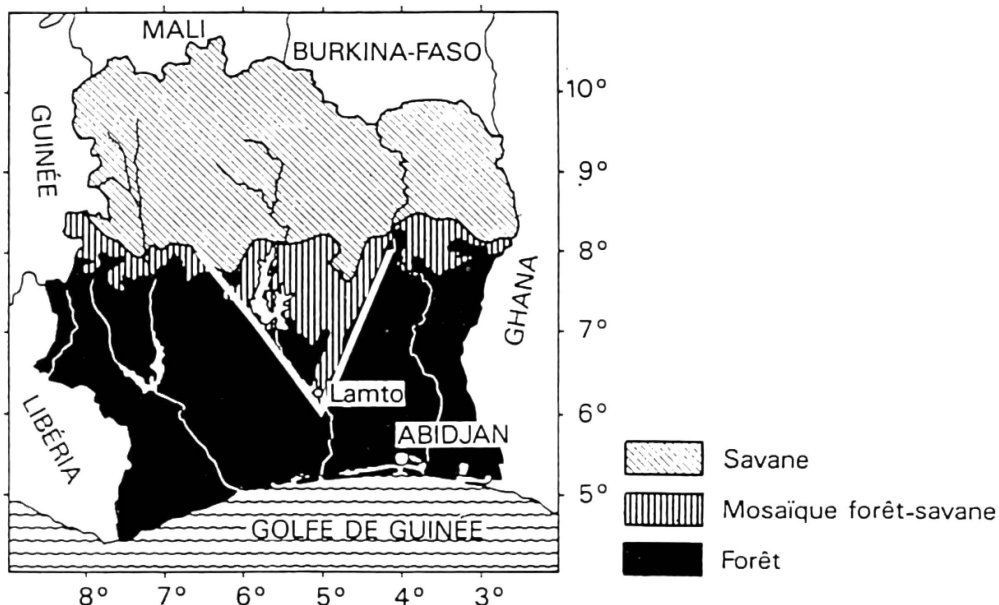 MALI
BURKINA-FASO
GUINÉE
10°
9°
8°
GHANA
7°
Lamto
LIBÉRIA
6°
ABIDJAN
5°
GOLFE DE GUINÉE
8° 7° 6° 5° 4° 3°
Savane
Mosaïque forêt-savane
Forêt